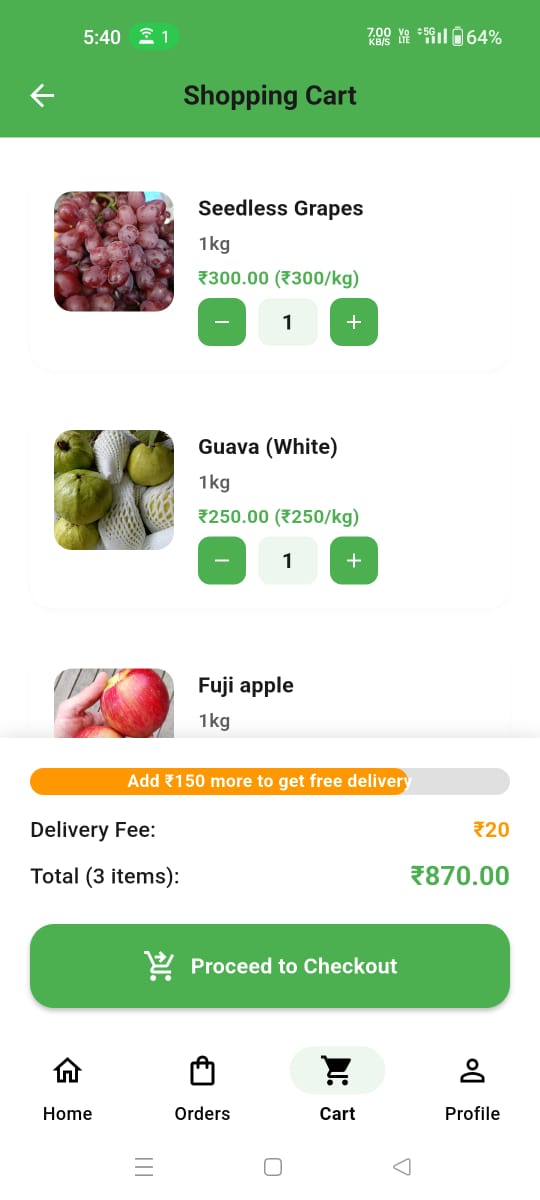 5:40 1 7.00 KB/S Vo LTE 5G 64%
Shopping Cart
Seedless Grapes
1kg
₹300.00 (₹300/kg)
1
Guava (White)
1kg
₹250.00 (₹250/kg)
1
Fuji apple
1kg
Add ₹150 more to get free delivery
Delivery Fee: ₹20
Total (3 items): ₹870.00
Proceed to Checkout
Home Orders Cart Profile